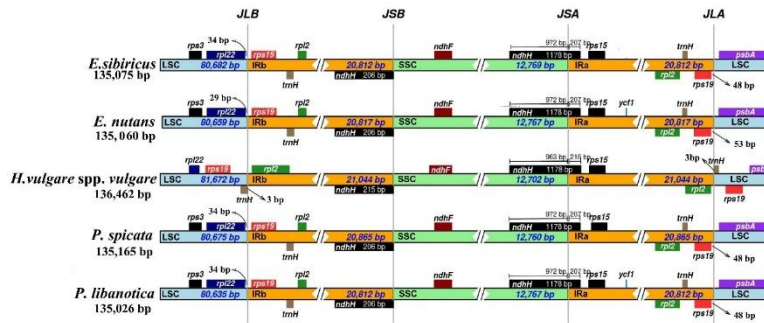 JLB JSB JSA JLA
34 bp
rps3 rpl22 rps19 rpl2 ndhF 972 bp 207 bp rps15 trnH psbA
E.sibiricus LSC 80,682 bp IRb 20,812 bp SSC 12,769 bp ndhH 1178 bp IRa 20,812 bp LSC
135,075 bp trnH ndhH 206 bp rpl2 rps19 48 bp
29 bp
rps3 rpl22 rps19 rpl2 ndhF 972 bp 207 bp rps15 ycf1 trnH psbA
E. nutans LSC 80,659 bp IRb 20,817 bp SSC 12,767 bp ndhH 1178 bp IRa 20,817 bp LSC
135,060 bp trnH ndhH 206 bp rpl2 rps19 53 bp
rpl22 rps19 rpl2 ndhF 963 bp 216 bp rps15 3bp trnH psb
H.vulgare spp. vulgare LSC 81,672 bp IRb 21,044 bp SSC 12,702 bp ndhH 1178 bp IRa 21,044 bp LSC
136,462 bp trnH 3 bp ndhH 215 bp rpl2 rps19
34 bp
rps3 rpl22 rps19 rpl2 ndhF 972 bp 207 bp rps15 trnH psbA
P. spicata LSC 80,675 bp IRb 20,865 bp SSC 12,760 bp ndhH 1178 bp IRa 20,865 bp LSC
135,165 bp trnH ndhH 206 bp rpl2 rps19 48 bp
34 bp
rps3 rpl22 rps19 rpl2 ndhF 972 bp 207 bp rps15 ycf1 trnH psbA
P. libanotica LSC 80,635 bp IRb 20,812 bp SSC 12,767 bp ndhH 1178 bp IRa 20,812 bp LSC
135,026 bp trnH ndhH 206 bp rpl2 rps19 48 bp